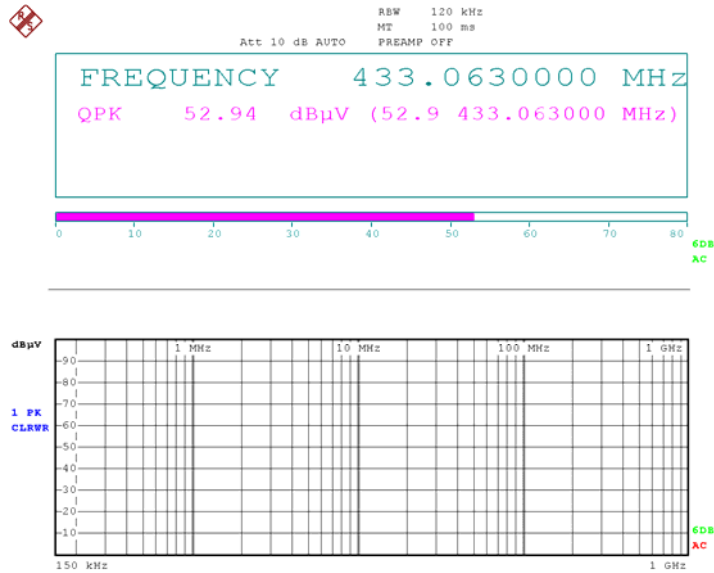 R S
RBW 120 kHz
MT 100 ms
Att 10 dB AUTO PREAMP OFF
FREQUENCY 433.0630000 MHz
QPK 52.94 dBµV (52.9 433.063000 MHz)
0 10 20 30 40 50 60 70 80
6DB
AC
dBµV
1 MHz 10 MHz 100 MHz 1 GHz
90
80
70
1 PK
CLRWR
60
50
40
30
20
10
6DB
AC
150 kHz 1 GHz